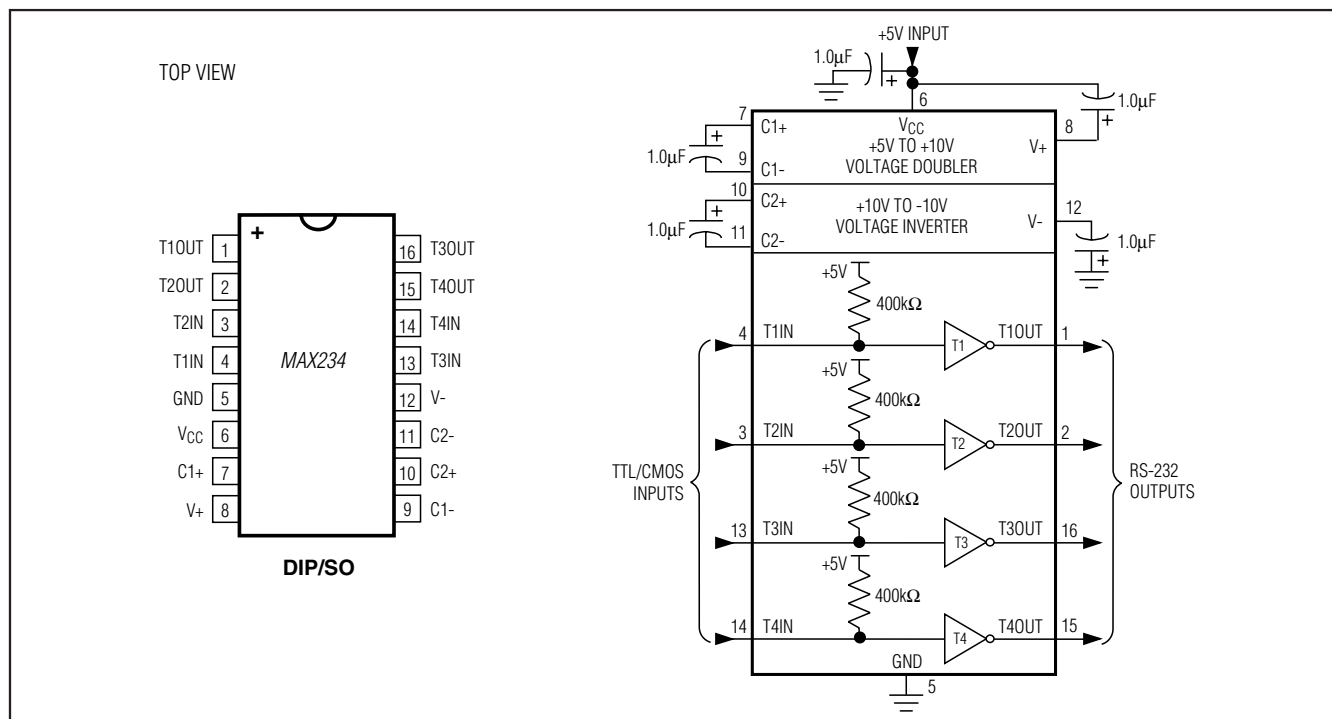 TOP VIEW
+
MAX234
T1OUT 1
T2OUT 2
T2IN 3
T1IN 4
GND 5
VCC 6
C1+ 7
V+ 8
16 T3OUT
15 T4OUT
14 T4IN
13 T3IN
12 V-
11 C2-
10 C2+
9 C1-
DIP/SO
+5V INPUT
1.0µF
+
6
1.0µF
+
7
C1+
VCC
+5V TO +10V
VOLTAGE DOUBLER
V+
8
1.0µF
+
9
C1-
10
C2+
+10V TO -10V
VOLTAGE INVERTER
V-
12
1.0µF
+
11
C2-
1.0µF
+
+5V
400kΩ
4 T1IN T1 T1OUT 1
+5V
400kΩ
3 T2IN T2 T2OUT 2
+5V
400kΩ
TTL/CMOS
INPUTS
RS-232
OUTPUTS
13 T3IN T3 T3OUT 16
+5V
400kΩ
14 T4IN T4 T4OUT 15
GND
5